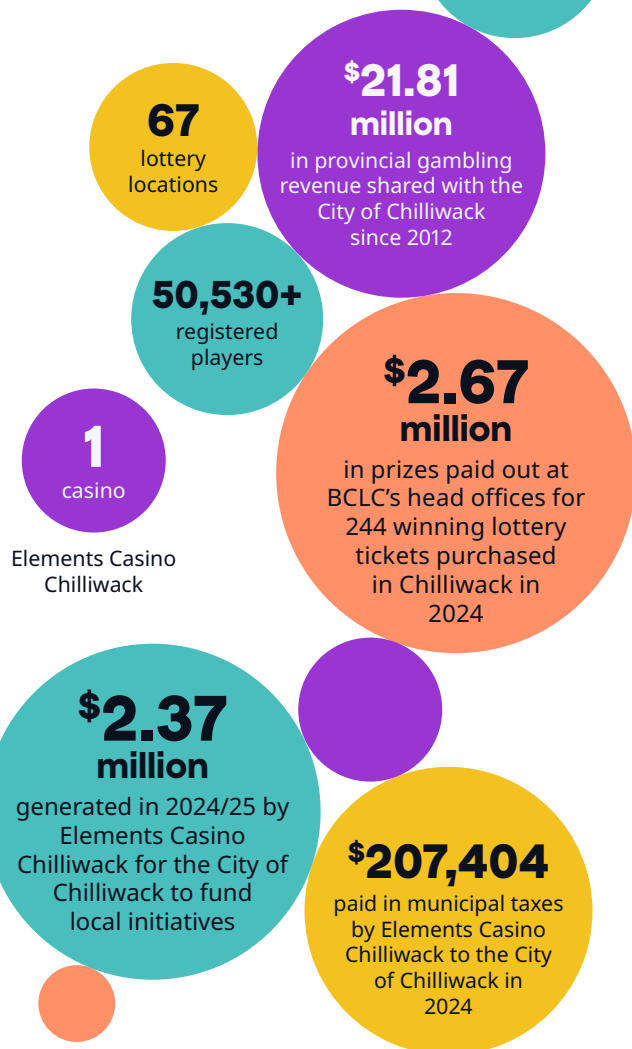 $21.81
million
in provincial gambling
revenue shared with the
City of Chilliwack
since 2012
67
lottery
locations
50,530+
registered
players
$2.67
million
in prizes paid out at
BCLC’s head offices for
244 winning lottery
tickets purchased
in Chilliwack in
2024
1
casino
Elements Casino
Chilliwack
$2.37
million
generated in 2024/25 by
Elements Casino
Chilliwack for the City of
Chilliwack to fund
local initiatives
$207,404
paid in municipal taxes
by Elements Casino
Chilliwack to the City
of Chilliwack in
2024